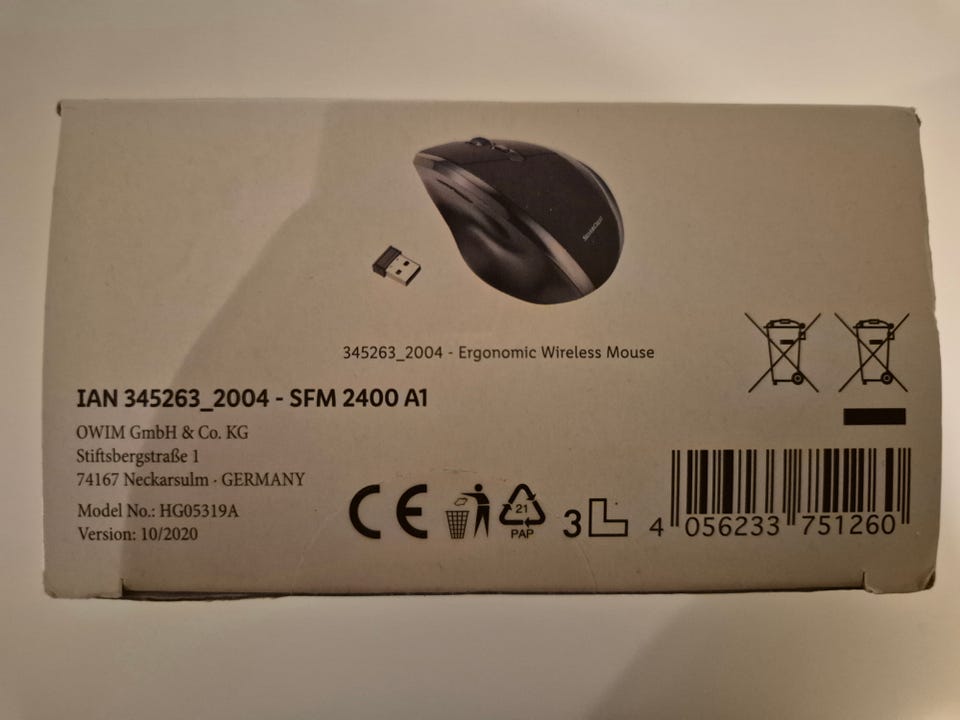 SILVERCREST
345263_2004 - Ergonomic Wireless Mouse
IAN 345263_2004 - SFM 2400 A1
OWIM GmbH & Co. KG
Stiftsbergstraße 1
74167 Neckarsulm · GERMANY
Model No.: HG05319A
Version: 10/2020
CE
21
PAP
3
4 056233 751260